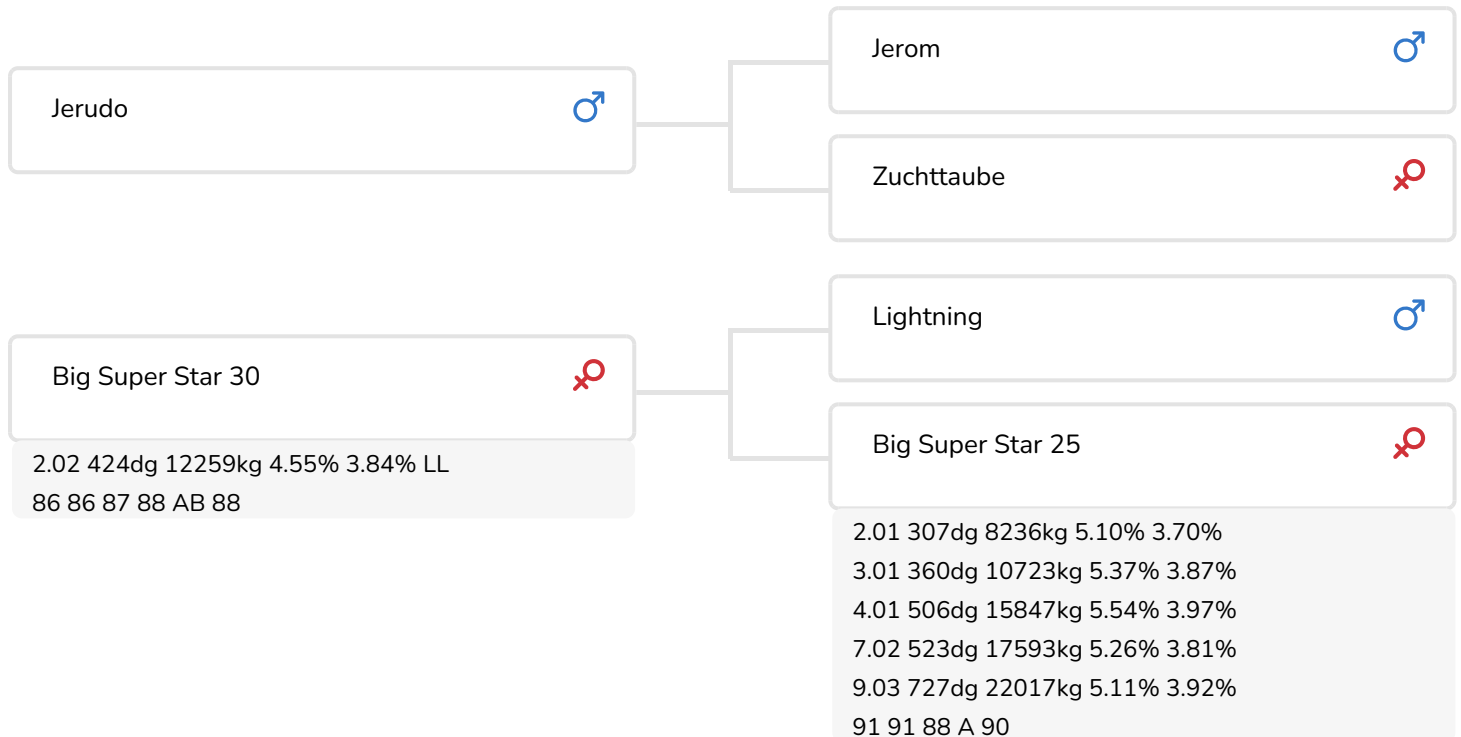 Jerudo
Jerom
Zuchttaube
Big Super Star 30
2.02 424dg 12259kg 4.55% 3.84% LL
86 86 87 88 AB 88
Lightning
Big Super Star 25
2.01 307dg 8236kg 5.10% 3.70%
3.01 360dg 10723kg 5.37% 3.87%
4.01 506dg 15847kg 5.54% 3.97%
7.02 523dg 17593kg 5.26% 3.81%
9.03 727dg 22017kg 5.11% 3.92%
91 91 88 A 90